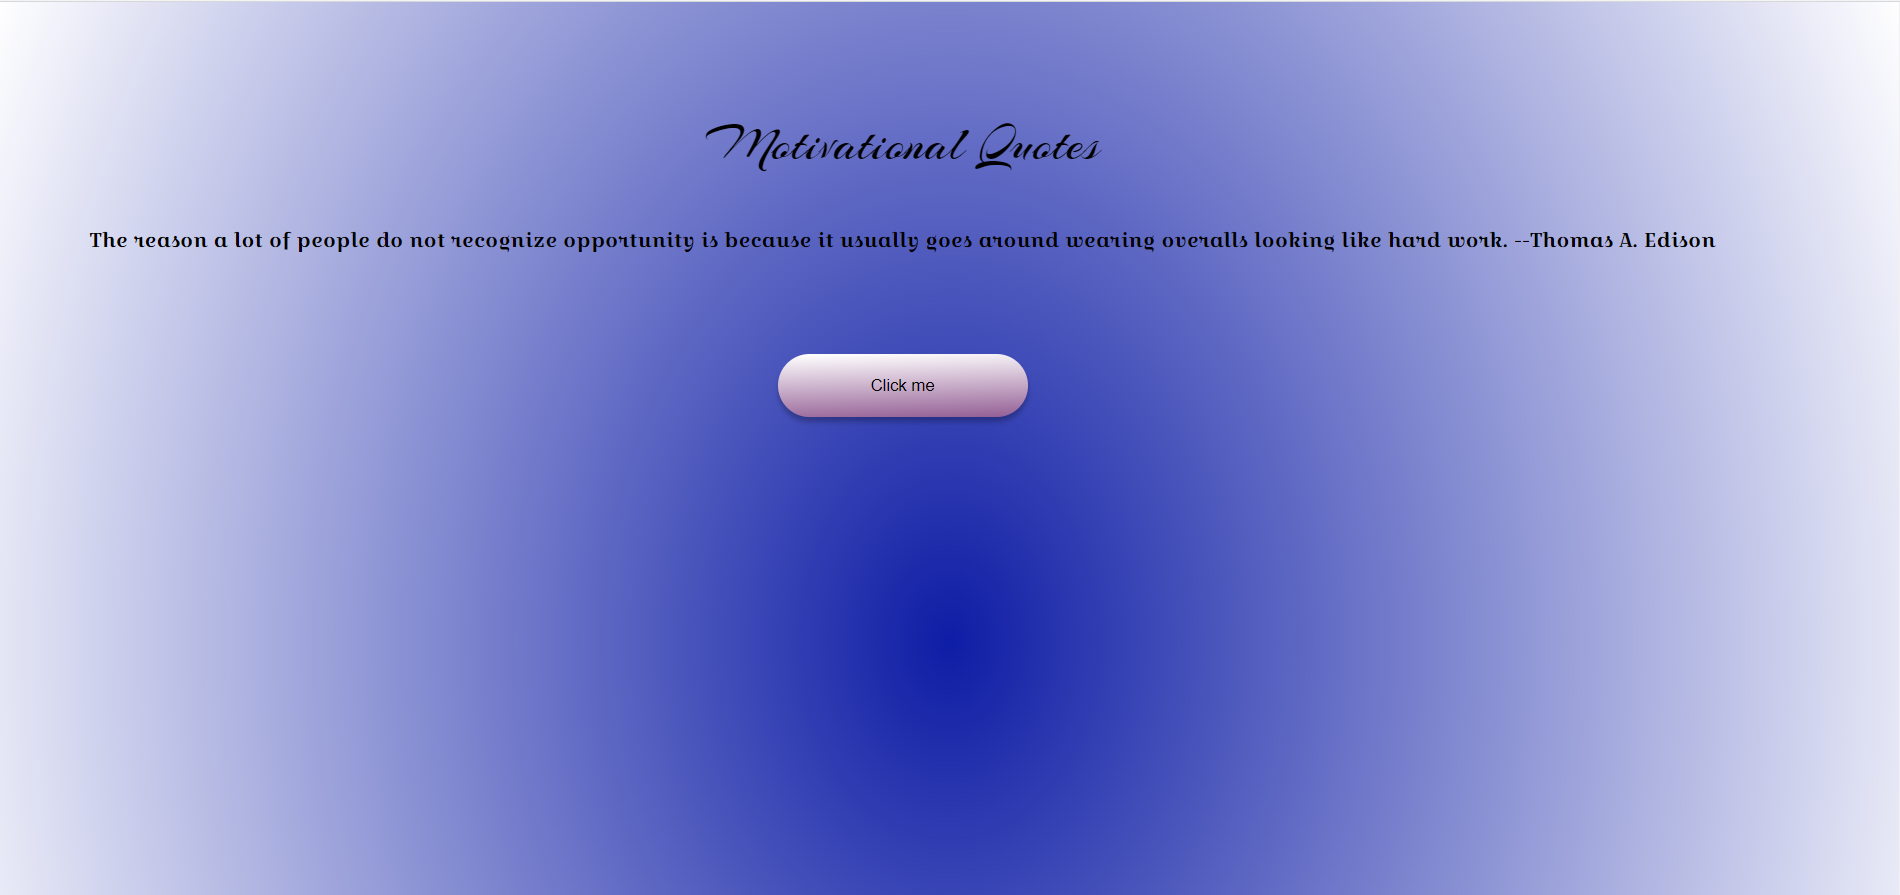 Motivational Quotes
The reason a lot of people do not recognize opportunity is because it usually goes around wearing overalls looking like hard work. --Thomas A. Edison
Click me